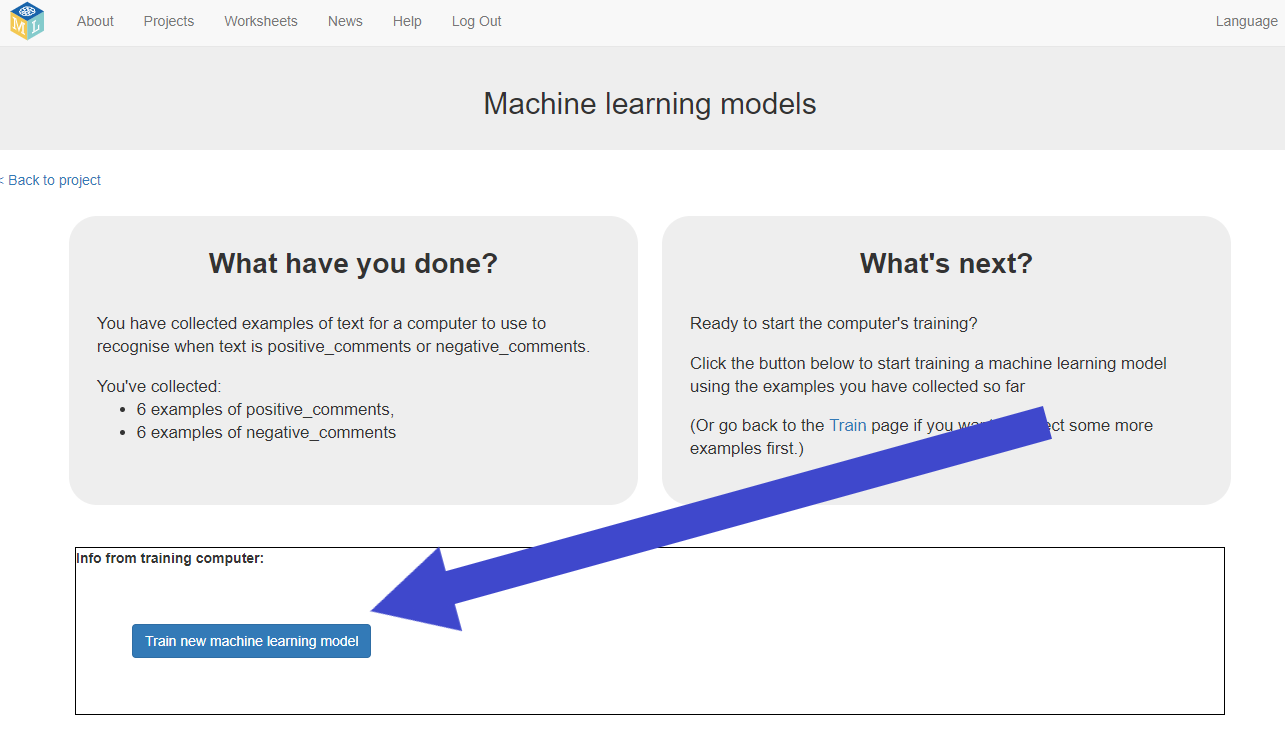 M L
About Projects Worksheets News Help Log Out Language
Machine learning models
< Back to project
What have you done?
You have collected examples of text for a computer to use to
recognise when text is positive_comments or negative_comments.
You've collected:
• 6 examples of positive_comments,
• 6 examples of negative_comments
What's next?
Ready to start the computer's training?
Click the button below to start training a machine learning model
using the examples you have collected so far
(Or go back to the Train page if you some more
examples first.)
Info from training computer:
Train new machine learning model